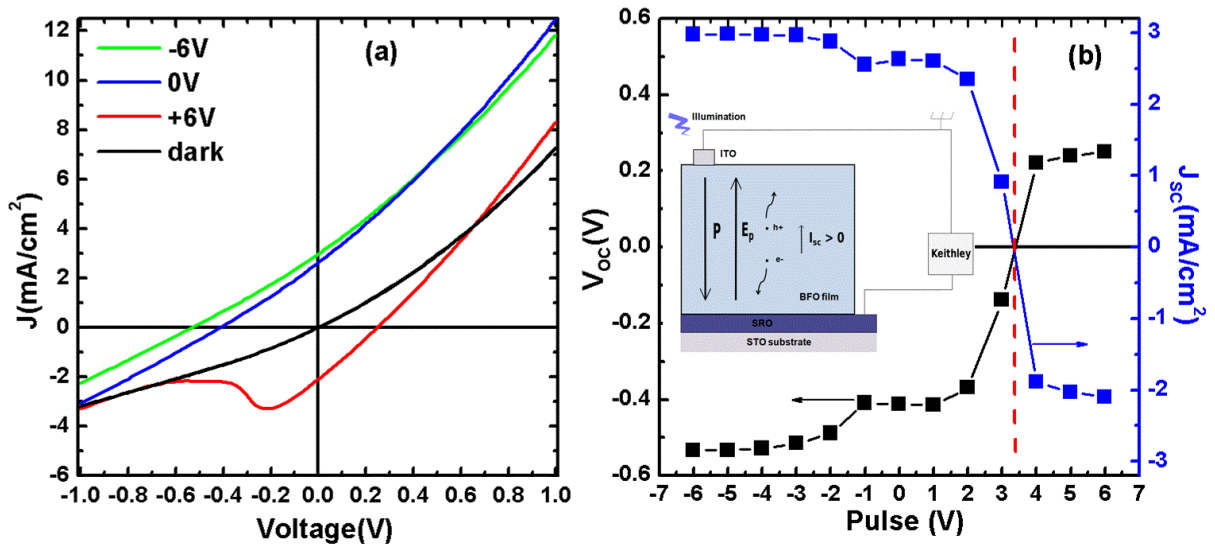 (a)
-6V
0V
+6V
dark
12
10
8
6
4
2
0
-2
-4
-6
J(mA/cm²)
-1.0 -0.8 -0.6 -0.4 -0.2 0.0 0.2 0.4 0.6 0.8 1.0
Voltage(V)
(b)
0.6
0.4
0.2
0.0
-0.2
-0.4
-0.6
V_OC(V)
Illumination
ITO
P
E_p
h+
e-
I_sc > 0
BFO film
SRO
STO substrate
Keithley
3
2
1
0
-1
-2
-3
J_sc(mA/cm²)
-7 -6 -5 -4 -3 -2 -1 0 1 2 3 4 5 6 7
Pulse (V)